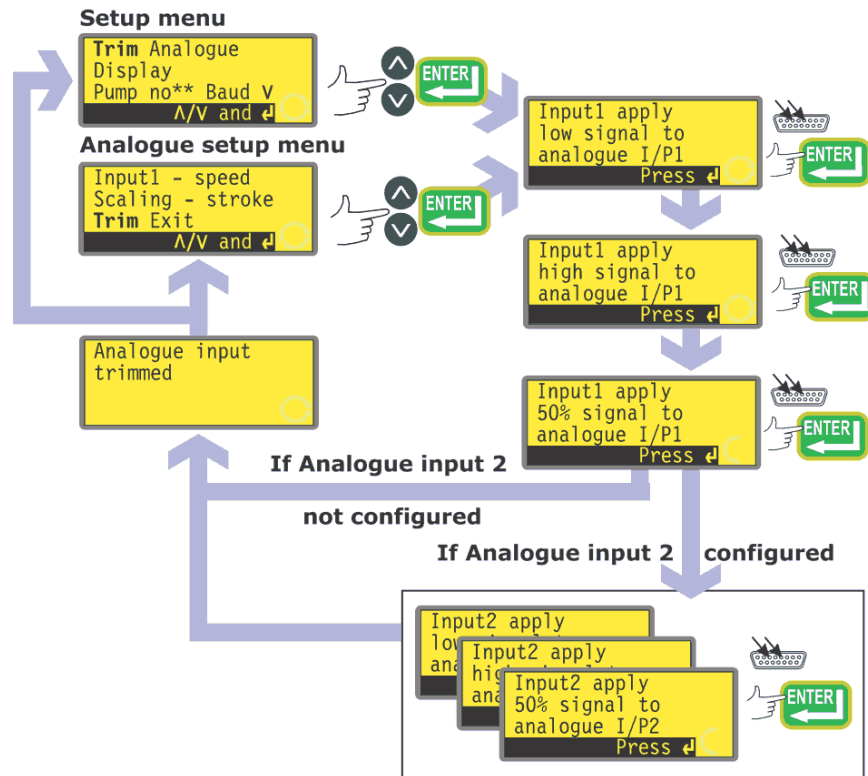 Setup menu
Trim Analogue
Display
Pump no** Baud V
Λ/V and ↲
ENTER
Analogue setup menu
Input1 - speed
Scaling - stroke
Trim Exit
Λ/V and ↲
ENTER
Input1 apply
low signal to
analogue I/P1
Press ↲
ENTER
Input1 apply
high signal to
analogue I/P1
Press ↲
ENTER
Analogue input
trimmed
Input1 apply
50% signal to
analogue I/P1
Press ↲
ENTER
If Analogue input 2
not configured
If Analogue input 2 configured
Input2 apply
Input2 apply
Input2 apply
50% signal to
analogue I/P2
Press ↲
ENTER